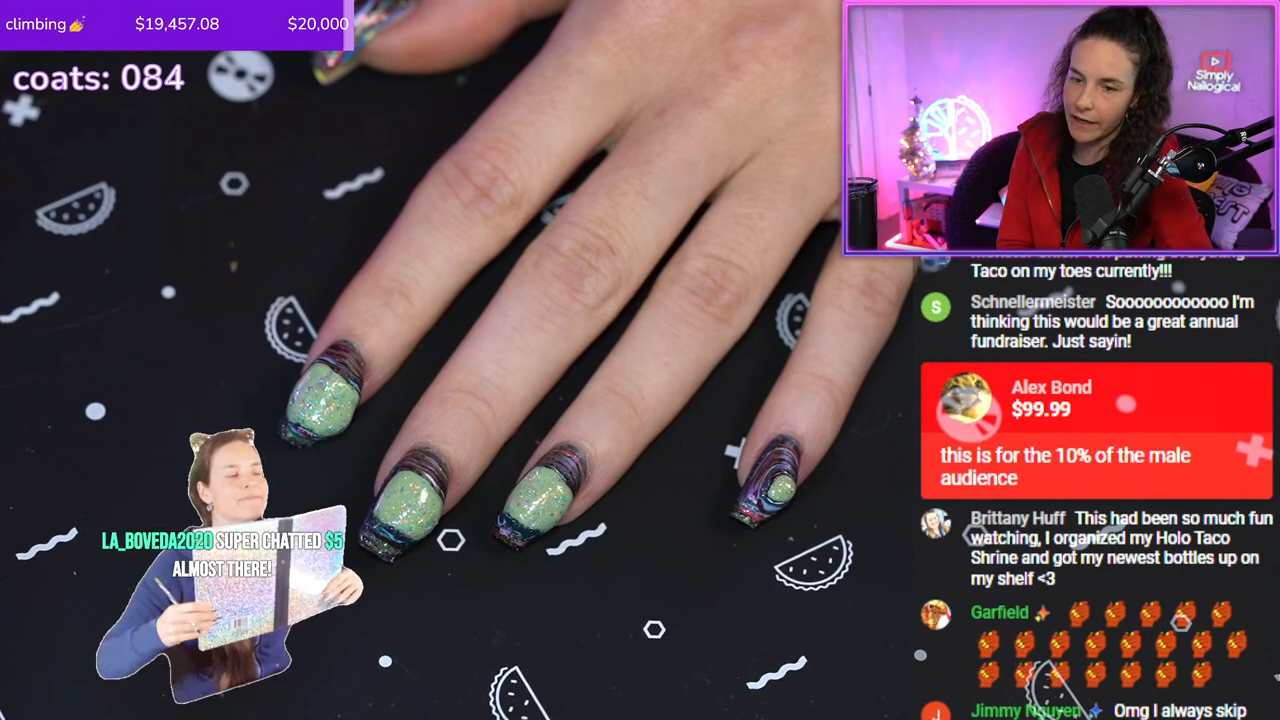 climbing💅 $19,457.08 $20,000
coats: 084
Simply
Nailogical
Taco on my toes currently!!!
Schnellermeister Soooooooooooo I'm
thinking this would be a great annual
fundraiser. Just sayin!
S
Alex Bond
$99.99
this is for the 10% of the male
audience
Brittany Huff This had been so much fun
watching, I organized my Holo Taco
Shrine and got my newest bottles up on
my shelf <3
Garfield
J
Jimmy Nguyen Omg I always skip
LA_BOVEDA2020 SUPER CHATTED $5
ALMOST THERE!